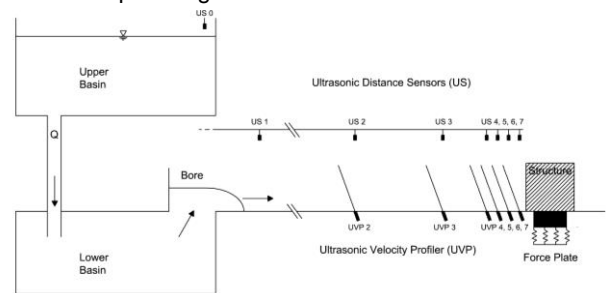 US 0
Upper
Basin
Ultrasonic Distance Sensors (US)
US 1
US 2
US 3
US 4, 5, 6, 7
Q
Bore
Structure
UVP 2
UVP 3
UVP 4, 5, 6, 7
Lower
Basin
Ultrasonic Velocity Profiler (UVP)
Force Plate